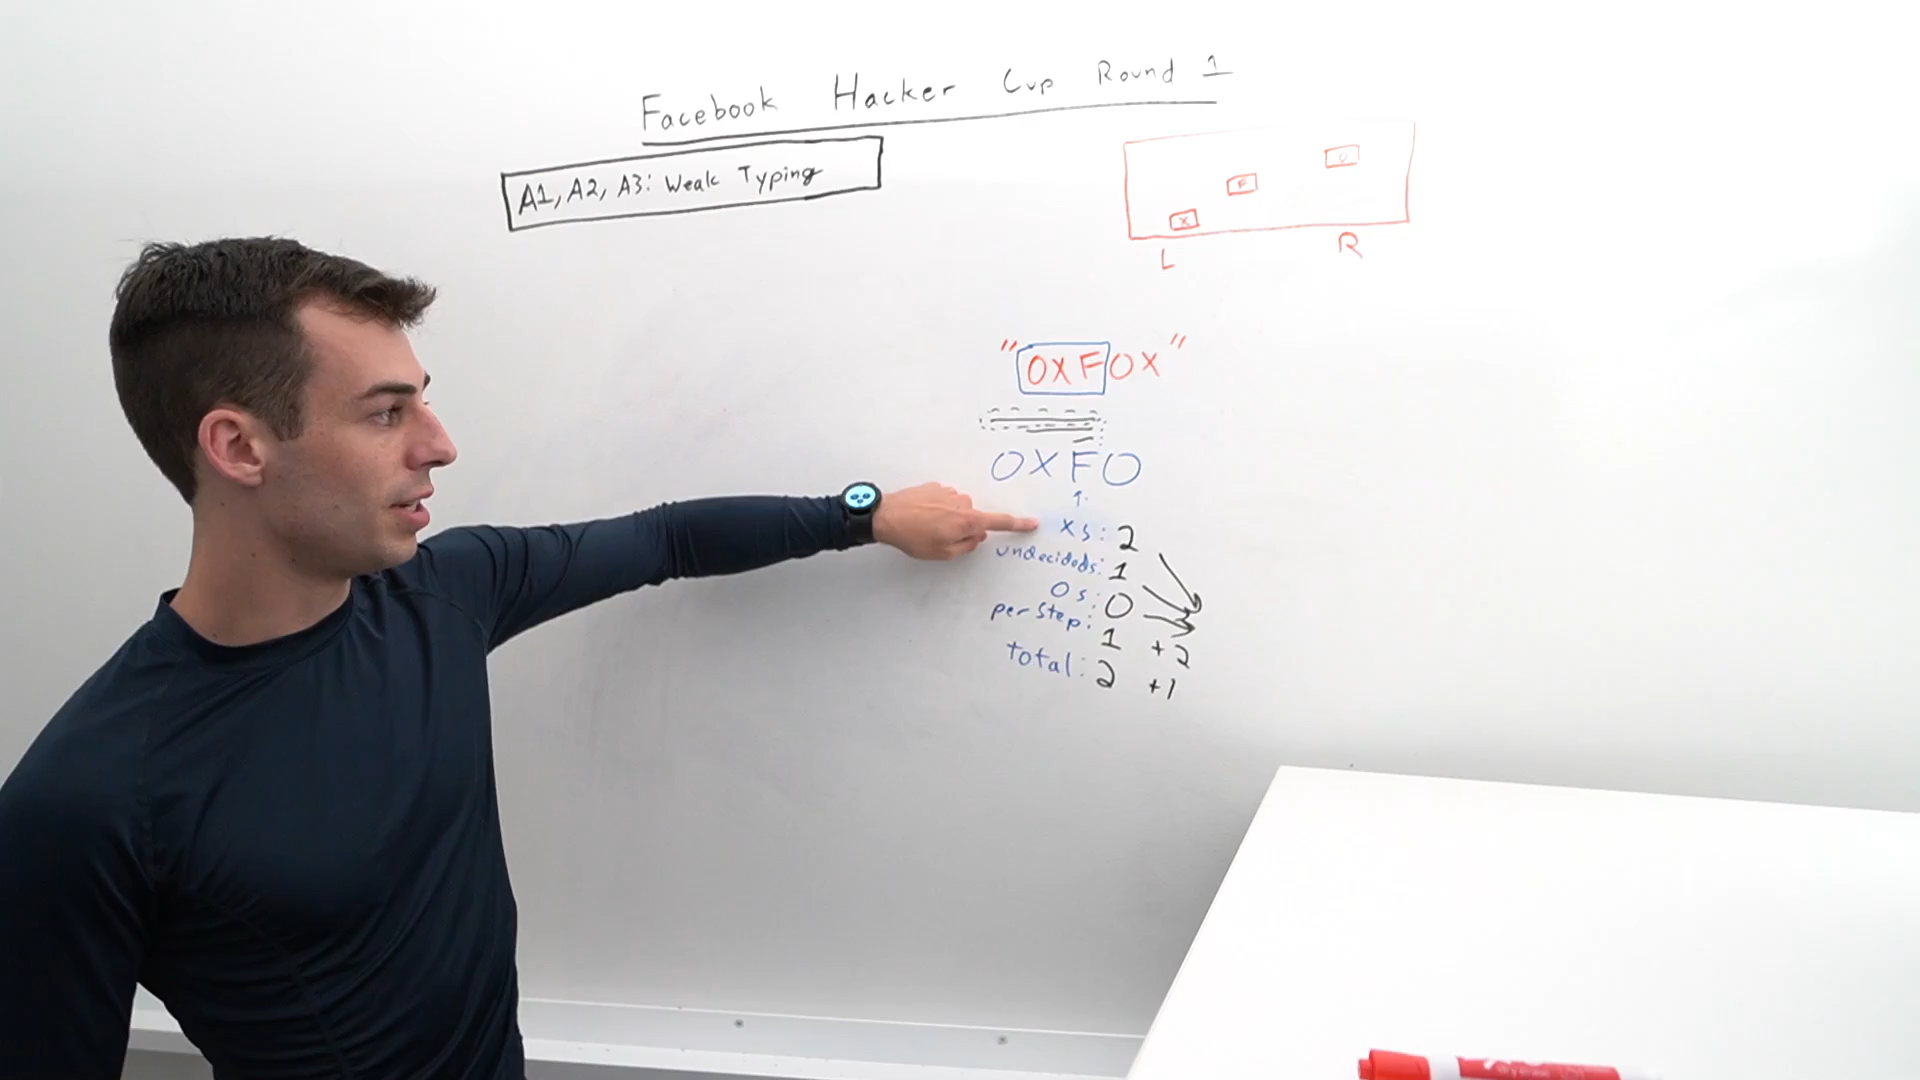 Facebook Hacker Cup Round 1
A1, A2, A3: Weak Typing
O
F
X
L R
"OXFOX"
OXFO
Xs: 2
undecideds: 1
Os: 0
per step: 1 +2
total: 2 +1